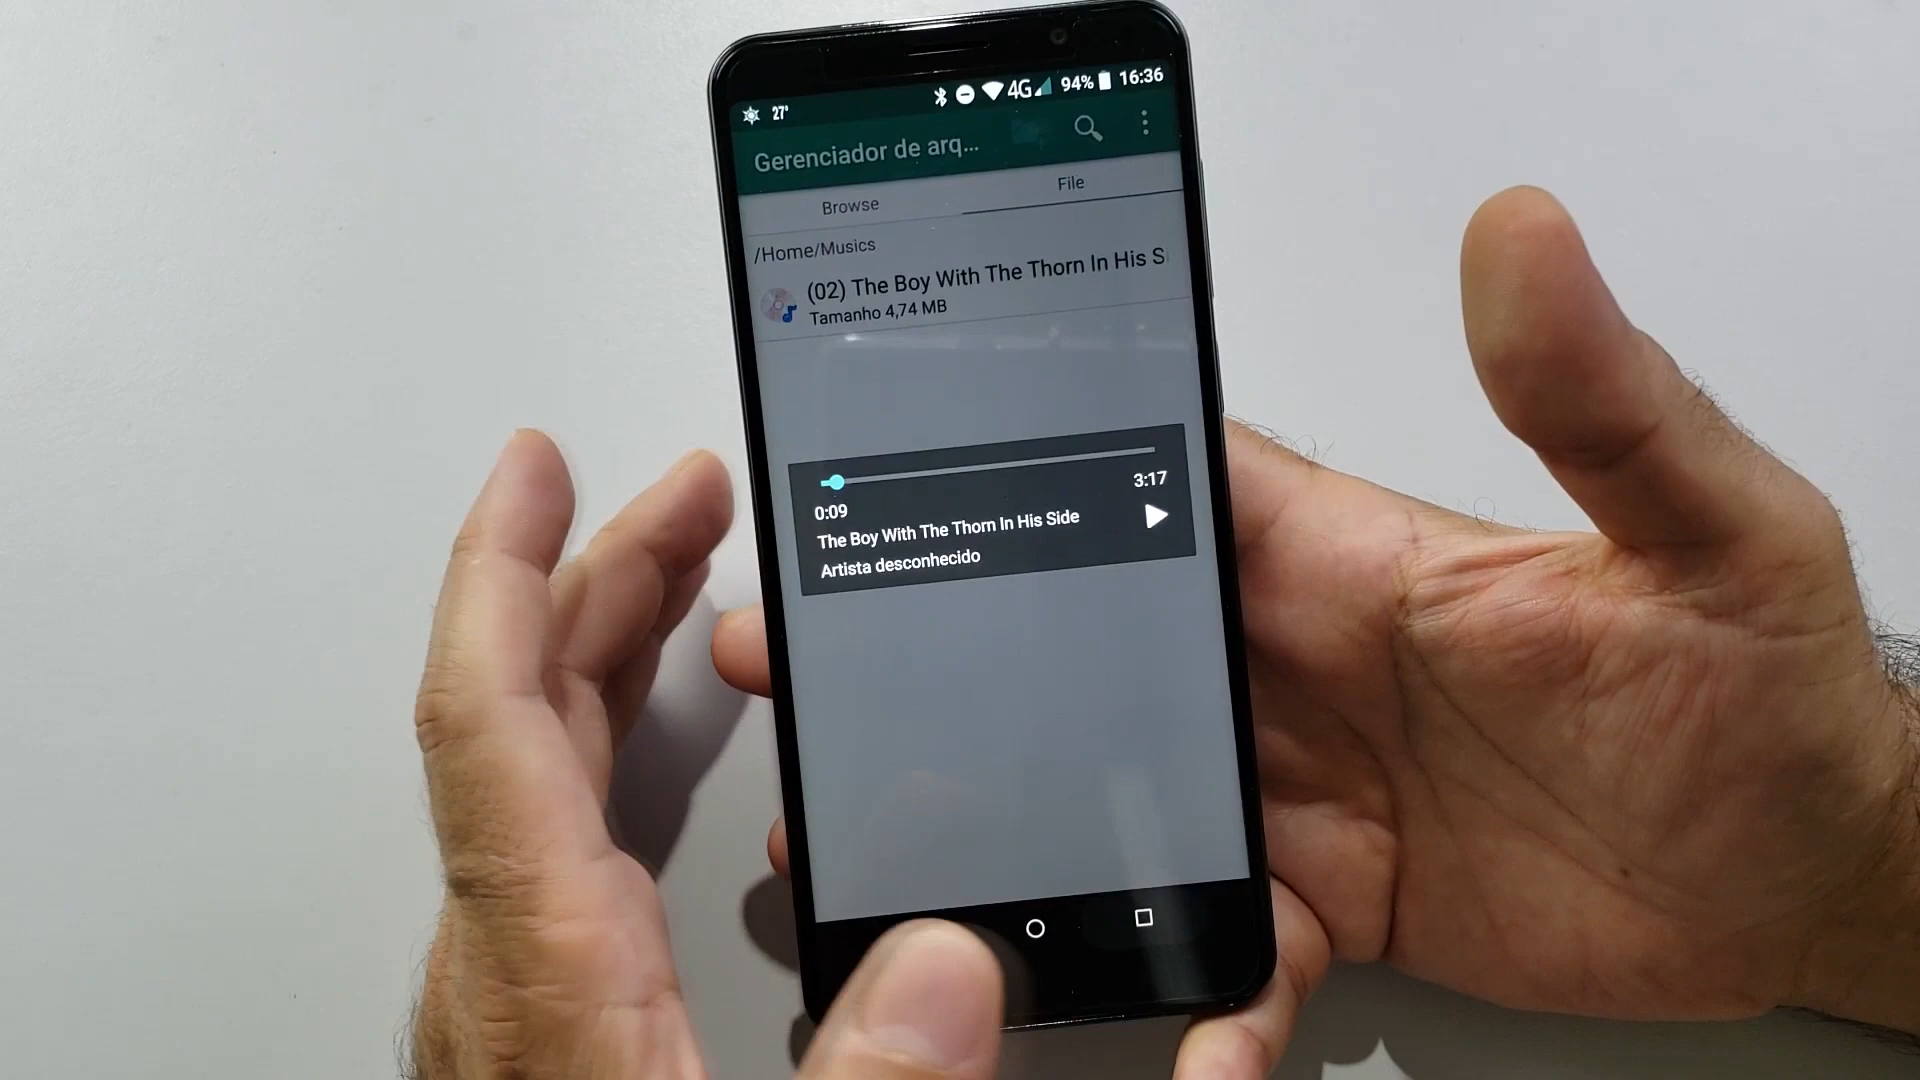 27° 4G 94% 16:36
Gerenciador de arq...
Browse File
/Home/Musics
(02) The Boy With The Thorn In His S
Tamanho 4,74 MB
0:09 3:17
The Boy With The Thorn In His Side
Artista desconhecido